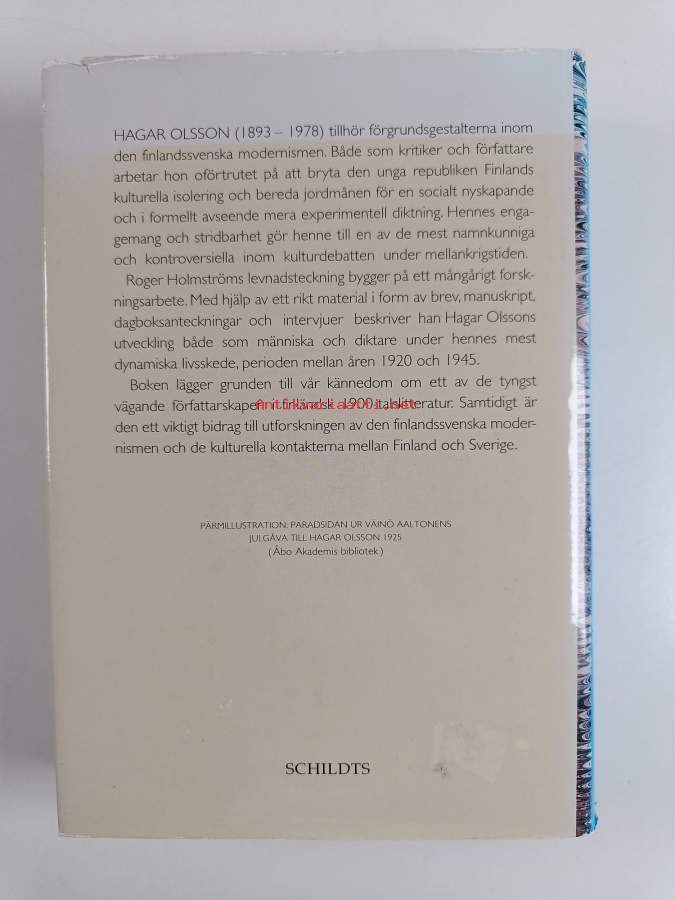 HAGAR OLSSON (1893 – 1978) tillhör förgrundsgestalterna inom
den finlandssvenska modernismen. Både som kritiker och författare
arbetar hon oförtrutet på att bryta den unga republiken Finlands
kulturella isolering och bereda jordmånen för en socialt nyskapande
och i formellt avseende mera experimentell diktning. Hennes enga-
gemang och stridbarhet gör henne till en av de mest namnkunniga
och kontroversiella inom kulturdebatten under mellankrigstiden.
Roger Holmströms levnadsteckning bygger på ett mångårigt forsk-
ningsarbete. Med hjälp av ett rikt material i form av brev, manuskript,
dagboksanteckningar och intervjuer beskriver han Hagar Olssons
utveckling både som människa och diktare under hennes mest
dynamiska livsskede, perioden mellan åren 1920 och 1945.
Boken lägger grunden till vår kännedom om ett av de tyngst
vägande författarskapen i finländsk 1900-talslitteratur. Samtidigt är
den ett viktigt bidrag till utforskningen av den finlandssvenska moder-
nismen och de kulturella kontakterna mellan Finland och Sverige.
PÄRMILLUSTRATION: PARADSIDAN UR VÄINÖ AALTONENS
JULGÅVA TILL HAGAR OLSSON 1925
(Åbo Akademis bibliotek)
SCHILDTS